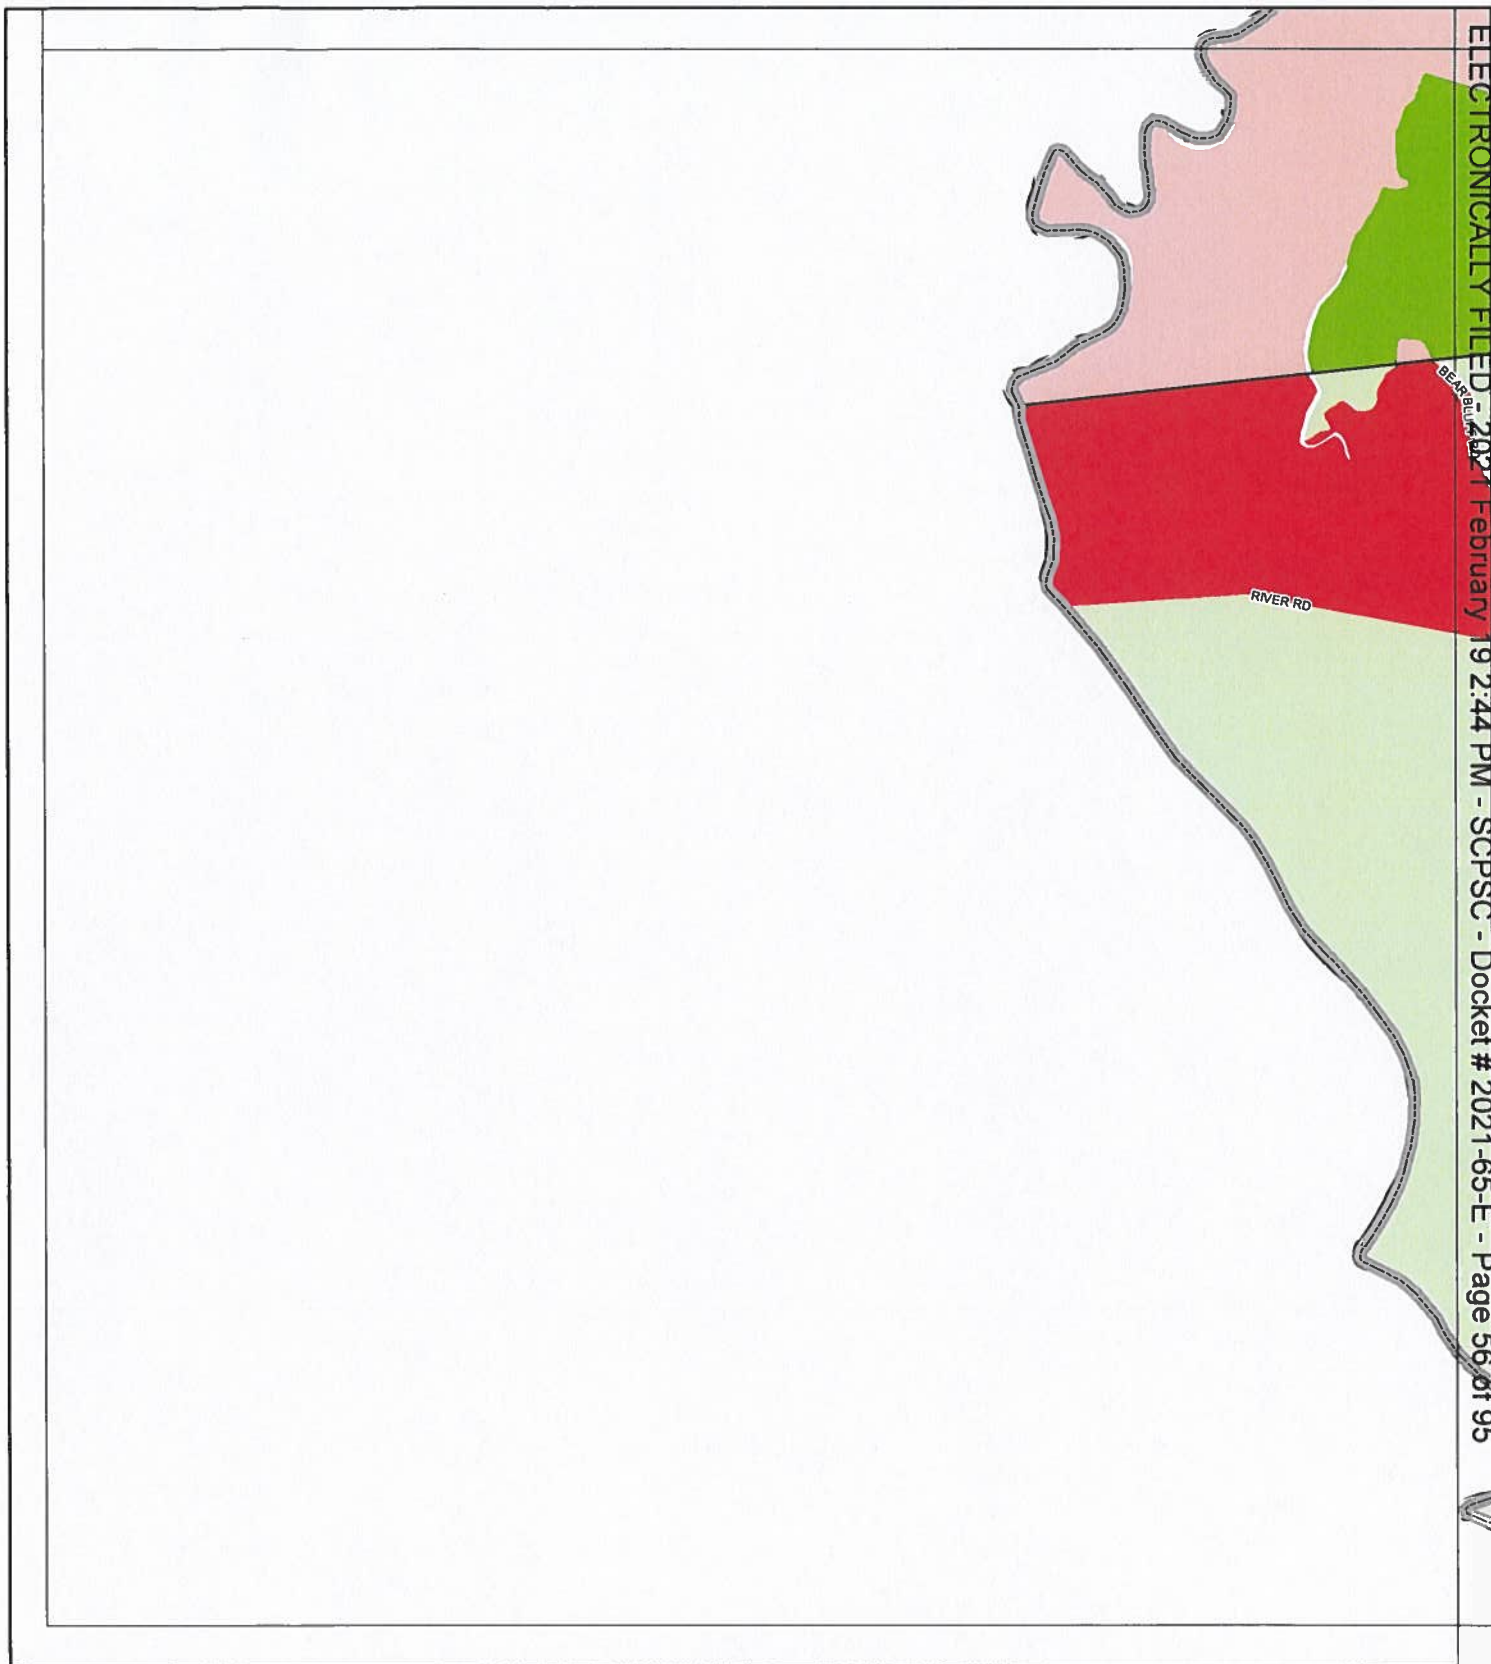 ELECTRONICALLY FILED - 2021 February 19 2:44 PM - SCPSC - Docket # 2021-65-E - Page 56 of 95
BEAR BLUFF
RIVER RD